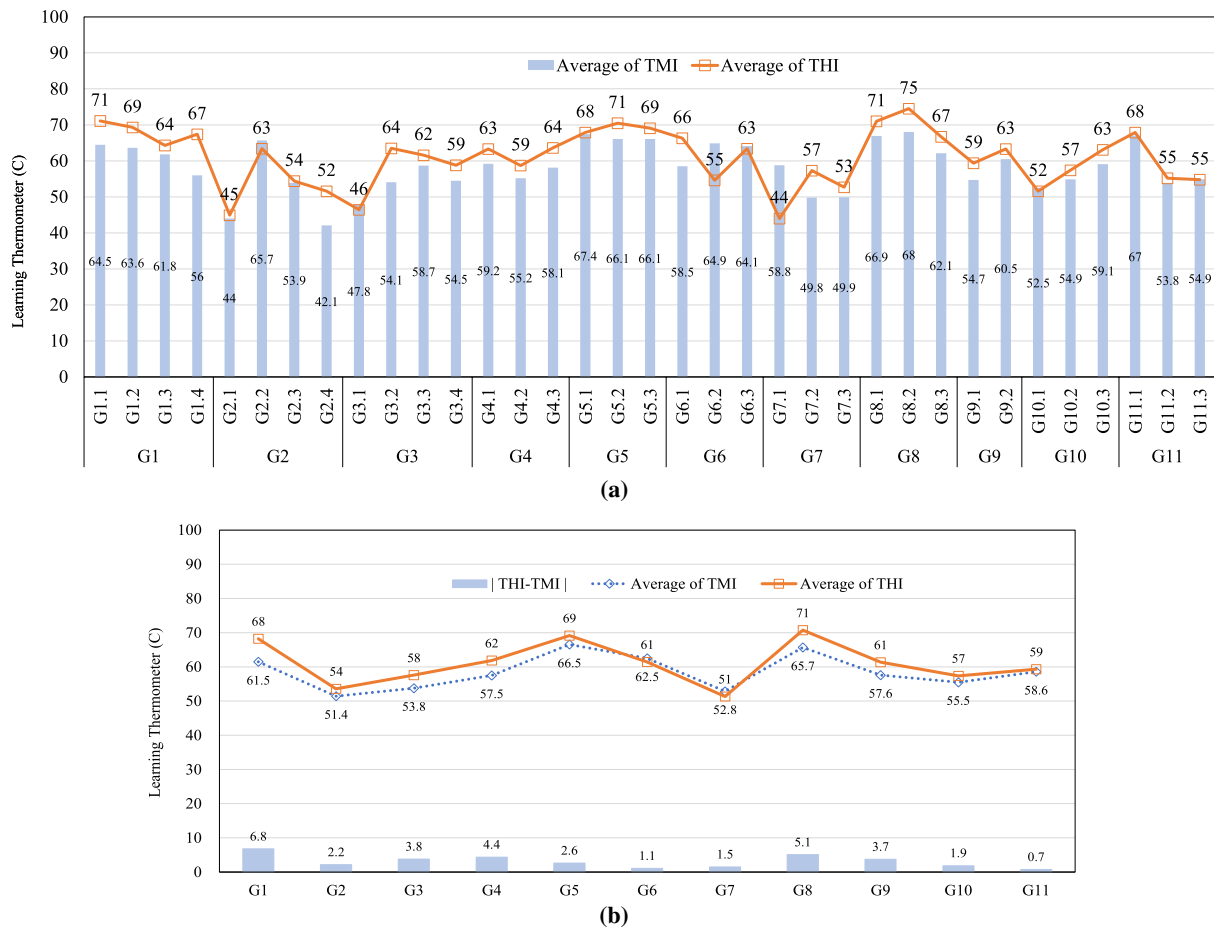 100
90
80
70
60
50
40
30
20
10
0
Learning Thermometer (C)
Average of TMI Average of THI
71 69 64 67 45 63 54 52 46 64 62 59 63 59 64 68 71 69 66 55 63 44 57 53 71 75 67 59 63 52 57 63 68 55 55
64.5 63.6 61.8 56 44 65.7 53.9 42.1 47.8 54.1 58.7 54.5 59.2 55.2 58.1 67.4 66.1 66.1 58.5 64.9 64.1 58.8 49.8 49.9 66.9 68 62.1 54.7 60.5 52.5 54.9 59.1 67 53.8 54.9
G1.1 G1.2 G1.3 G1.4 G2.1 G2.2 G2.3 G2.4 G3.1 G3.2 G3.3 G3.4 G4.1 G4.2 G4.3 G5.1 G5.2 G5.3 G6.1 G6.2 G6.3 G7.1 G7.2 G7.3 G8.1 G8.2 G8.3 G9.1 G9.2 G10.1 G10.2 G10.3 G11.1 G11.2 G11.3
G1 G2 G3 G4 G5 G6 G7 G8 G9 G10 G11
(a)
100
90
80
70
60
50
40
30
20
10
0
Learning Thermometer (C)
| THI-TMI | Average of TMI Average of THI
68 54 58 62 69 61 51 71 61 57 59
61.5 51.4 53.8 57.5 66.5 62.5 52.8 65.7 57.6 55.5 58.6
6.8 2.2 3.8 4.4 2.6 1.1 1.5 5.1 3.7 1.9 0.7
G1 G2 G3 G4 G5 G6 G7 G8 G9 G10 G11
(b)